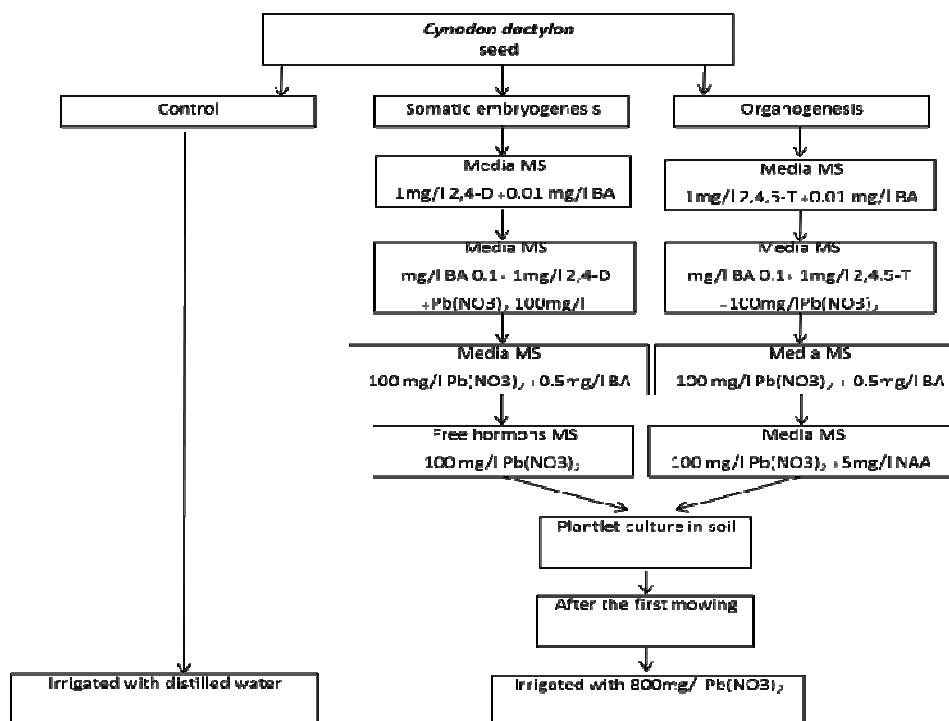 Cynodon dactylon
seed
Control
Somatic embryogenesis
Organogenesis
Media MS
1mg/l 2,4-D +0.01 mg/l BA
Media MS
1mg/l 2,4,5-T +0.01 mg/l BA
Media MS
mg/l BA 0.1+ 1mg/l 2,4-D
+Pb(NO3)2 100mg/l
Media MS
mg/l BA 0.1+ 1mg/l 2,4.5-T
+100mg/lPb(NO3)2
Media MS
100 mg/l Pb(NO3)2 +0.5mg/l BA
Media MS
100 mg/l Pb(NO3)2 + 0.5mg/l BA
Free hormons MS
100 mg/l Pb(NO3)2
Media MS
100 mg/l Pb(NO3)2 +5mg/l NAA
Plantlet culture in soil
After the first mowing
Irrigated with distilled water
Irrigated with 800mg/ Pb(NO3)2